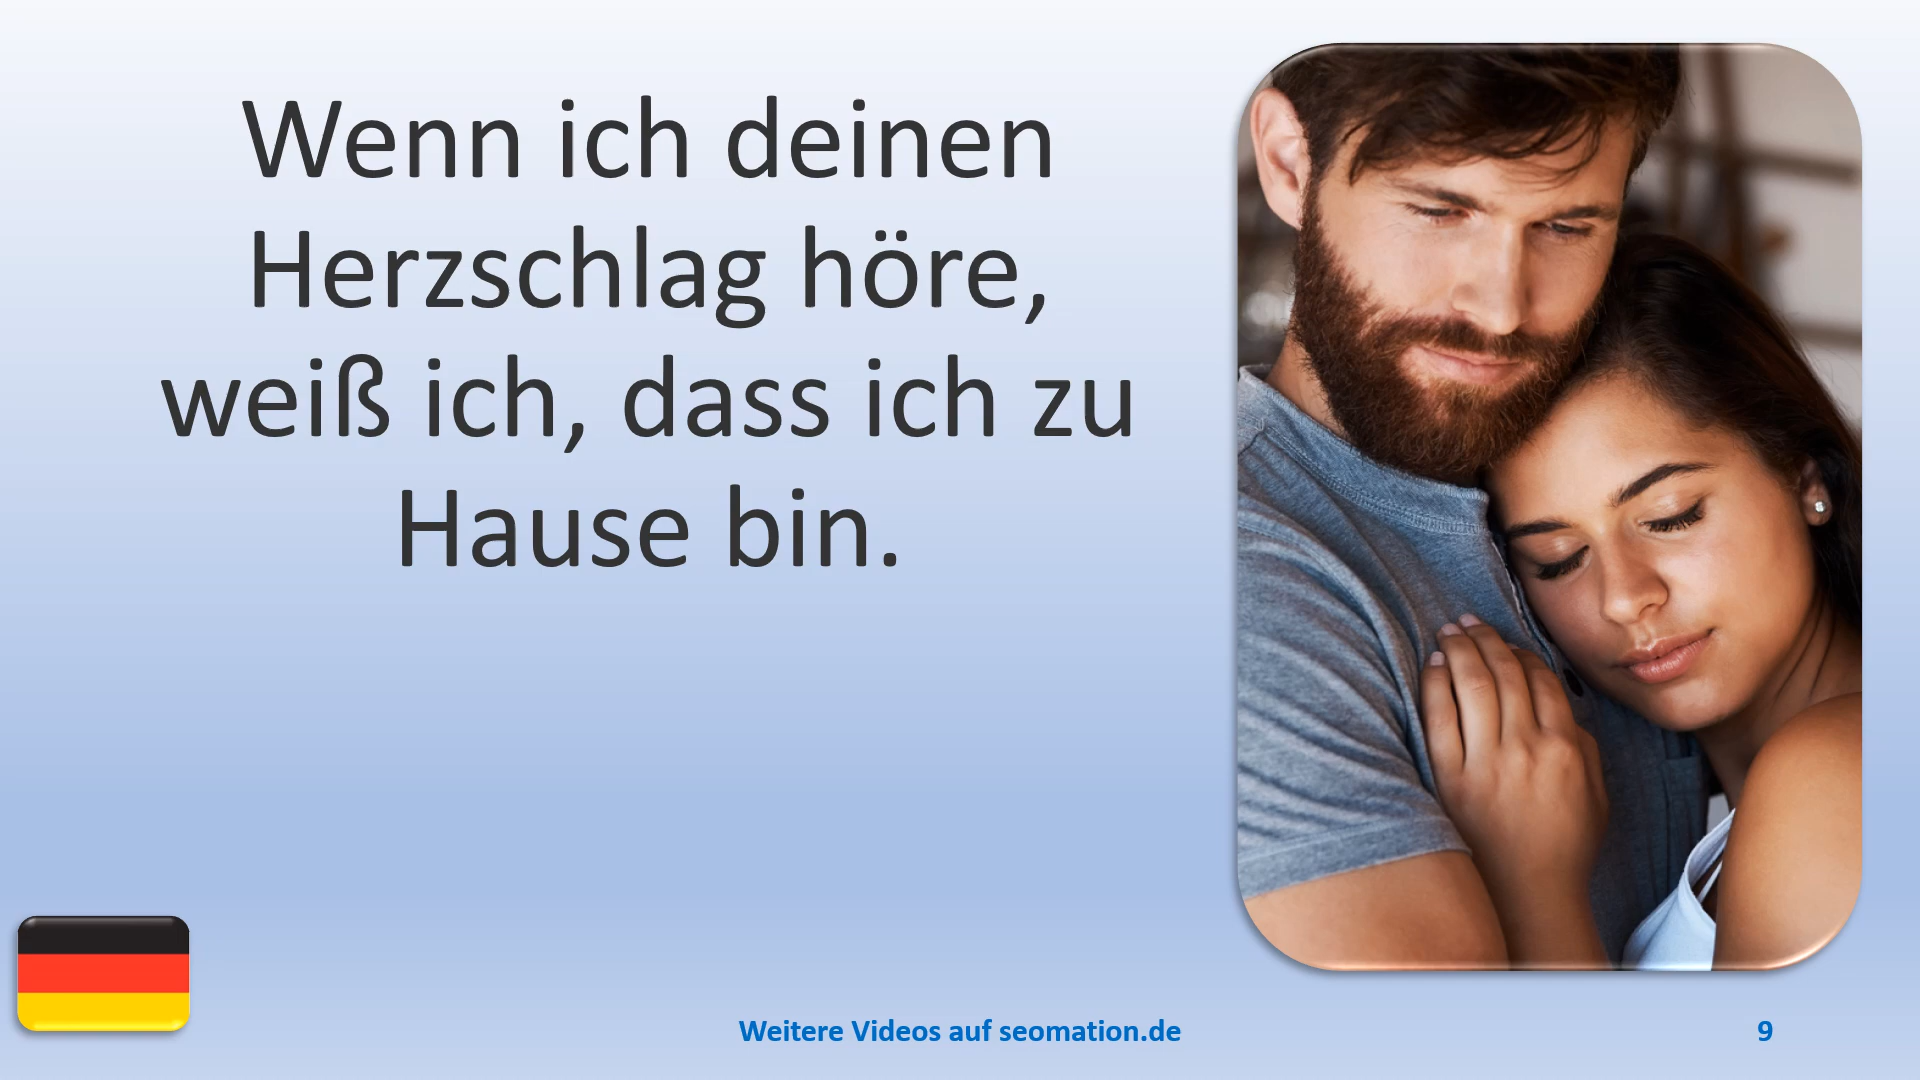 Wenn ich deinen
Herzschlag höre,
weiß ich, dass ich zu
Hause bin.
Weitere Videos auf seomation.de
9